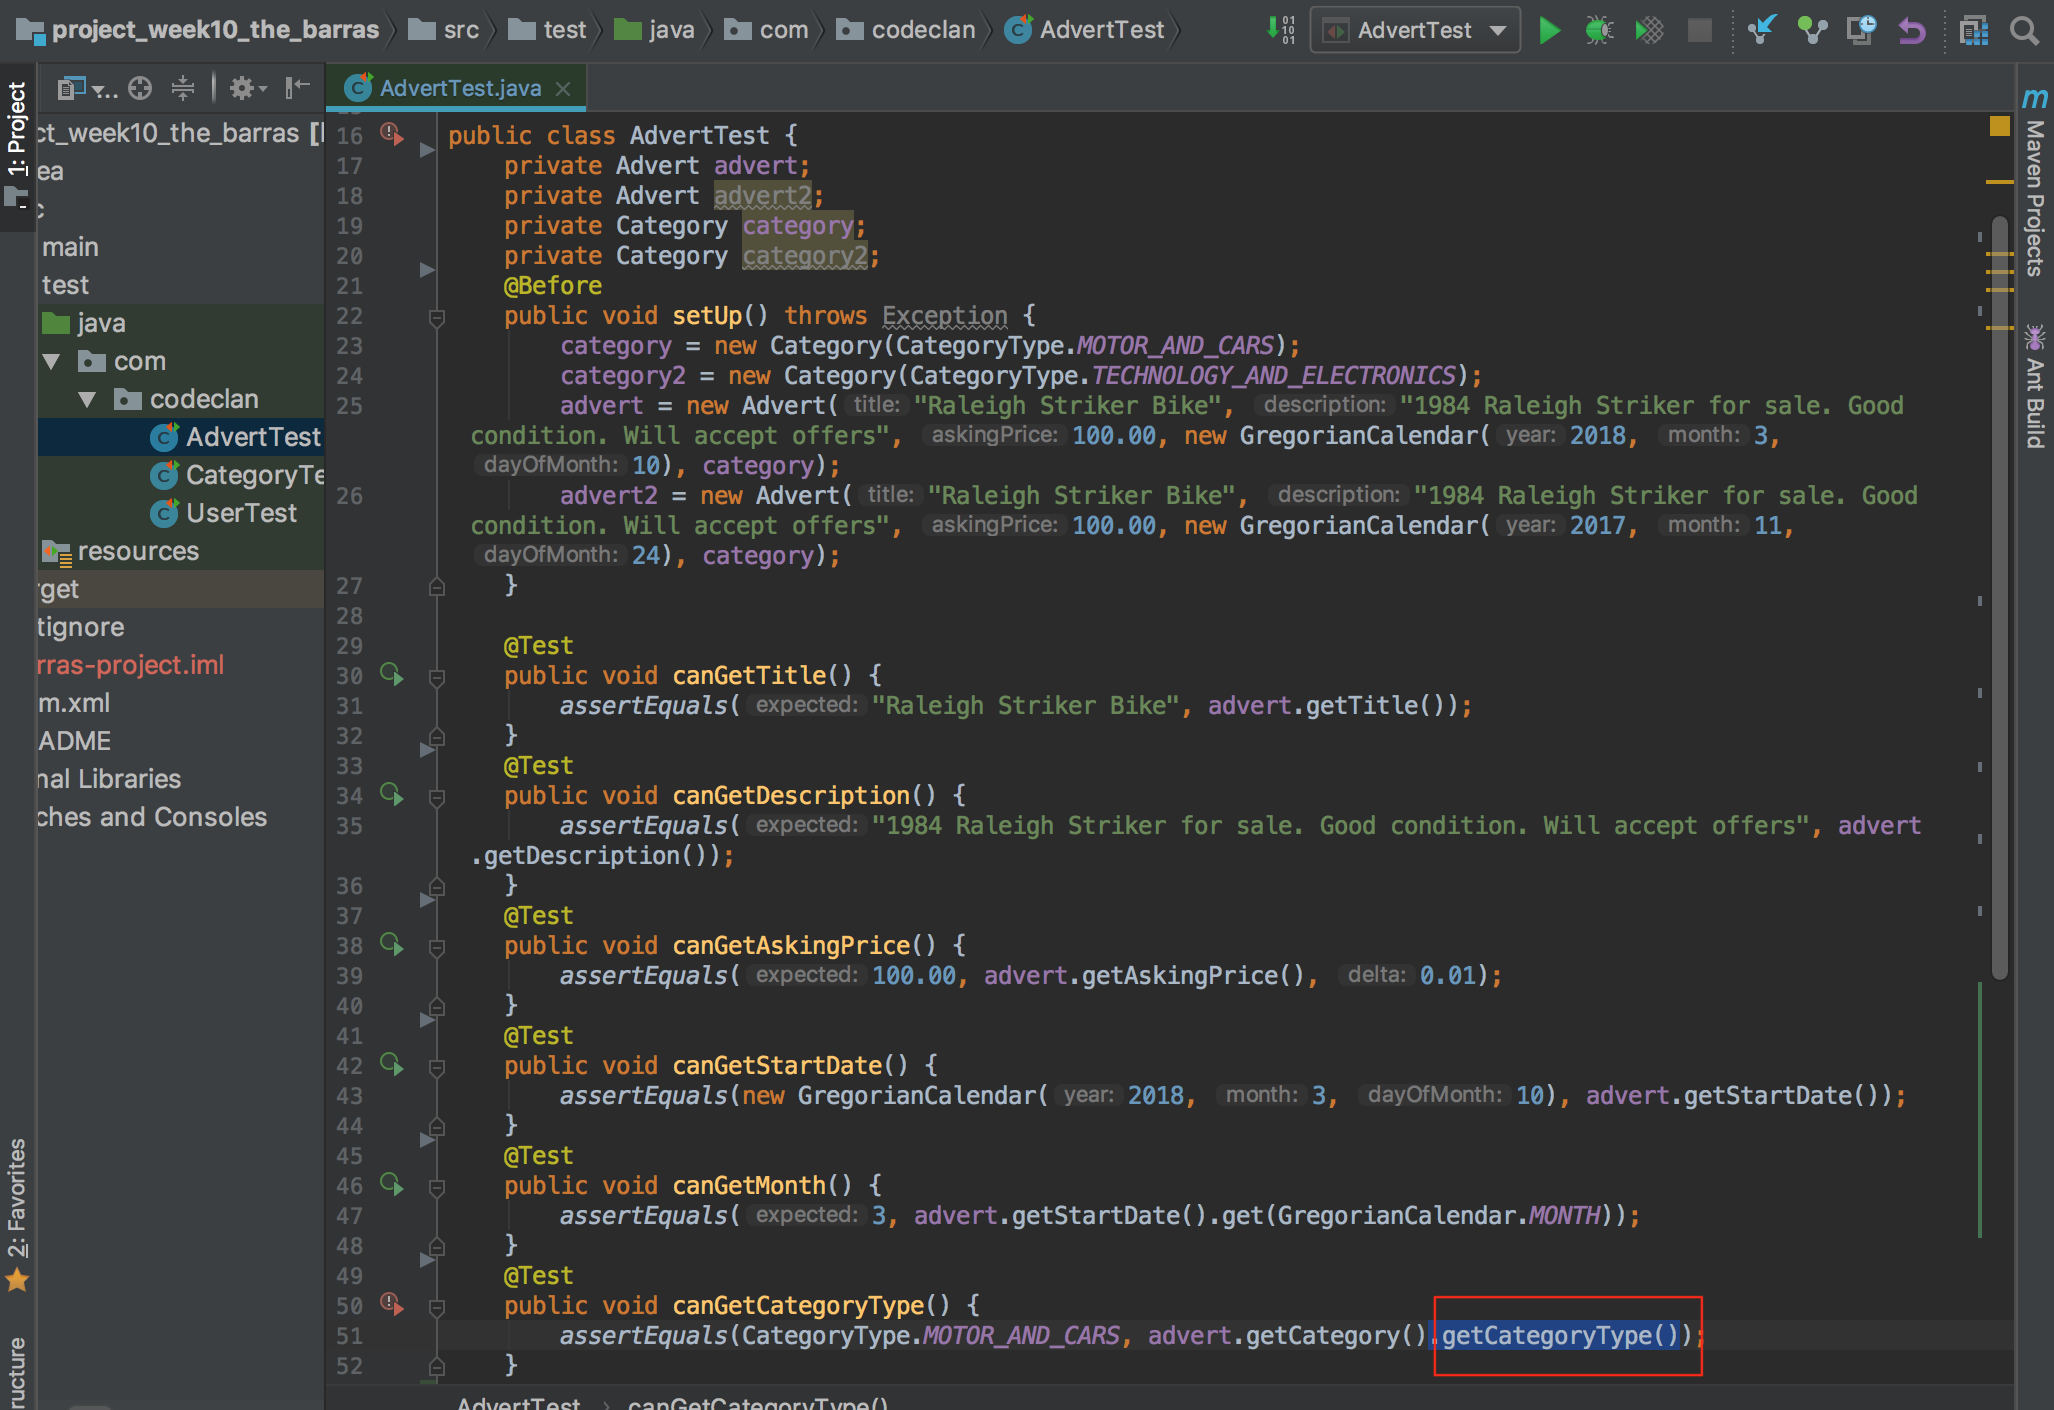 project_week10_the_barras src test java com codeclan AdvertTest AdvertTest
1: Project
AdvertTest.java
ct_week10_the_barras [
ea
main
test
java
com
codeclan
AdvertTest
CategoryTe
UserTest
resources
rget
tignore
rras-project.iml
m.xml
ADME
nal Libraries
ches and Consoles
2: Favorites
ructure
16 public class AdvertTest {
17 private Advert advert;
18 private Advert advert2;
19 private Category category;
20 private Category category2;
21 @Before
22 public void setUp() throws Exception {
23 category = new Category(CategoryType.MOTOR_AND_CARS);
24 category2 = new Category(CategoryType.TECHNOLOGY_AND_ELECTRONICS);
25 advert = new Advert( title: "Raleigh Striker Bike", description: "1984 Raleigh Striker for sale. Good
condition. Will accept offers", askingPrice: 100.00, new GregorianCalendar( year: 2018, month: 3,
dayOfMonth: 10), category);
26 advert2 = new Advert( title: "Raleigh Striker Bike", description: "1984 Raleigh Striker for sale. Good
condition. Will accept offers", askingPrice: 100.00, new GregorianCalendar( year: 2017, month: 11,
dayOfMonth: 24), category);
27 }
28
29 @Test
30 public void canGetTitle() {
31 assertEquals( expected: "Raleigh Striker Bike", advert.getTitle());
32 }
33 @Test
34 public void canGetDescription() {
35 assertEquals( expected: "1984 Raleigh Striker for sale. Good condition. Will accept offers", advert
.getDescription());
36 }
37 @Test
38 public void canGetAskingPrice() {
39 assertEquals( expected: 100.00, advert.getAskingPrice(), delta: 0.01);
40 }
41 @Test
42 public void canGetStartDate() {
43 assertEquals(new GregorianCalendar( year: 2018, month: 3, dayOfMonth: 10), advert.getStartDate());
44 }
45 @Test
46 public void canGetMonth() {
47 assertEquals( expected: 3, advert.getStartDate().get(GregorianCalendar.MONTH));
48 }
49 @Test
50 public void canGetCategoryType() {
51 assertEquals(CategoryType.MOTOR_AND_CARS, advert.getCategory().getCategoryType());
52 }
AdvertTest › canGetCategoryType()
Maven Projects
Ant Build